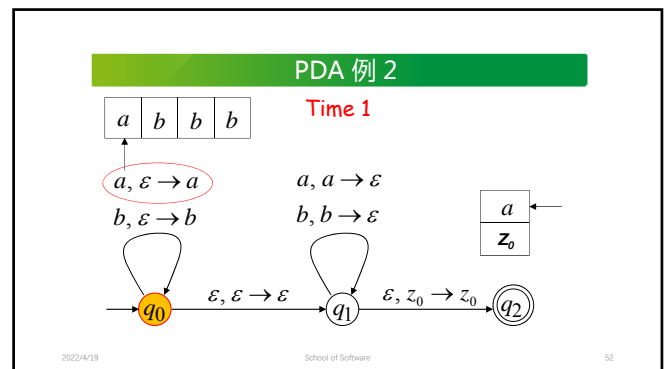 PDA 例 2
Time 1
a b b b
a, ε → a
b, ε → b
a, a → ε
b, b → ε
a
z₀
ε, ε → ε
ε, z₀ → z₀
q₀
q₁
q₂
2022/4/19
School of Software
52